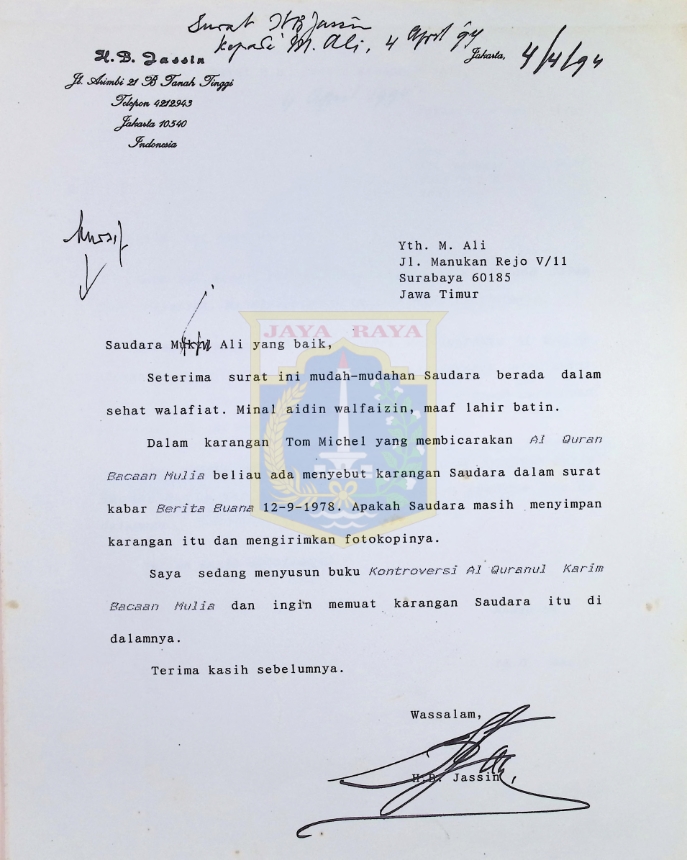 Surat HB Jassin
kepada M. Ali, 4 April '94
H.B. Jassin
Jl. Arimbi 21 B Tanah Tinggi
Telepon 4212943
Jakarta 10540
Indonesia
Jakarta, 4/4/94
Yth. M. Ali
Jl. Manukan Rejo V/11
Surabaya 60185
Jawa Timur
JAYA RAYA
Saudara Ali yang baik,
Seterima surat ini mudah-mudahan Saudara berada dalam
sehat walafiat. Minal aidin walfaizin, maaf lahir batin.
Dalam karangan Tom Michel yang membicarakan Al Quran
Bacaan Mulia beliau ada menyebut karangan Saudara dalam surat
kabar Berita Buana 12-9-1978. Apakah Saudara masih menyimpan
karangan itu dan mengirimkan fotokopinya.
Saya sedang menyusun buku Kontroversi Al Quranul Karim
Bacaan Mulia dan ingin memuat karangan Saudara itu di
dalamnya.
Terima kasih sebelumnya.
Wassalam,
H.B. Jassin